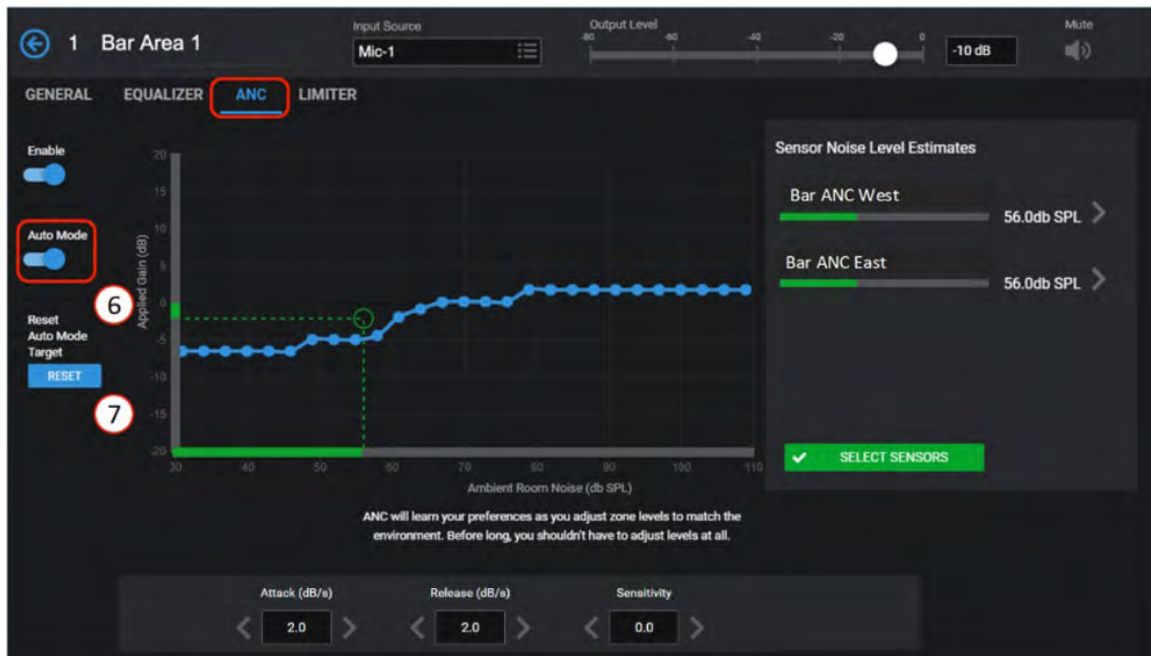 1 Bar Area 1
Input Source
Mic-1
Output Level
-80 -60 -40 -20 0
-10 dB
Mute
GENERAL EQUALIZER ANC LIMITER
Enable
Auto Mode
6
Reset
Auto Mode
Target
RESET
7
Applied Gain (dB)
20
15
10
5
0
-5
-10
-15
-20
30 40 50 60 70 80 90 100 110
Ambient Room Noise (db SPL)
Sensor Noise Level Estimates
Bar ANC West
56.0db SPL
Bar ANC East
56.0db SPL
SELECT SENSORS
ANC will learn your preferences as you adjust zone levels to match the
environment. Before long, you shouldn't have to adjust levels at all.
Attack (dB/s) Release (dB/s) Sensitivity
2.0 2.0 0.0